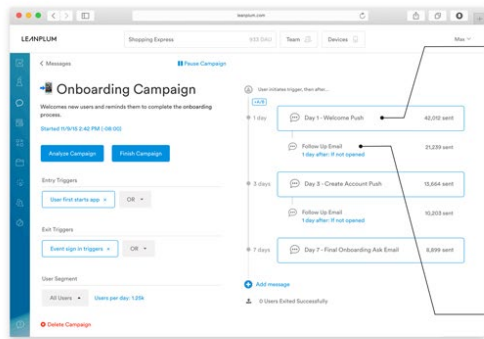 leanplum.com
LEANPLUM
Shopping Express
633 DAU
Team
Devices
Max
< Messages
Pause Campaign
Onboarding Campaign
Welcomes new users and reminds them to complete the onboarding
process.
Started 11/9/15 2:42 PM (-08:00)
Analyze Campaign
Finish Campaign
Entry Triggers
User first starts app ×
OR
Exit Triggers
Event sign in triggers ×
OR
User Segment
All Users
Users per day: 1.25k
Delete Campaign
User initiates trigger, then after...
+A/B
1 day
Day 1 - Welcome Push
42,012 sent
Follow Up Email
21,239 sent
1 day after: If not opened
3 days
Day 3 - Create Account Push
13,664 sent
Follow Up Email
10,203 sent
1 day after: If not opened
7 days
Day 7 - Final Onboarding Ask Email
6,899 sent
Add message
0 Users Exited Successfully